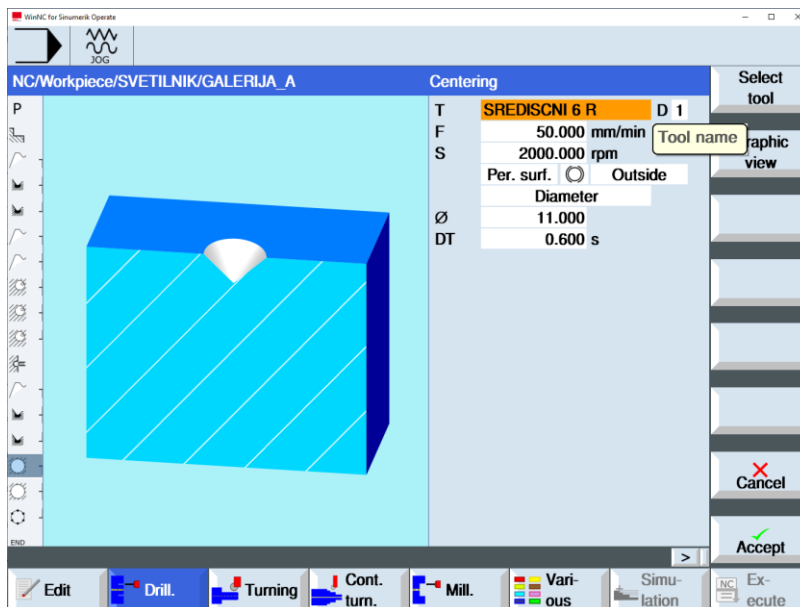 WinNC for Sinumerik Operate
JOG
NC/Workpiece/SVETILNIK/GALERIJA_A
Centering
Select tool
P
T SREDISCNI 6 R D 1
F 50.000 mm/min
Tool name
raphic view
S 2000.000 rpm
Per. surf. Outside
Diameter
Ø 11.000
DT 0.600 s
END
Cancel
Accept
>
Edit
Drill.
Turning
Cont. turn.
Mill.
Vari-
ous
Simu-
lation
NC
Ex-
ecute